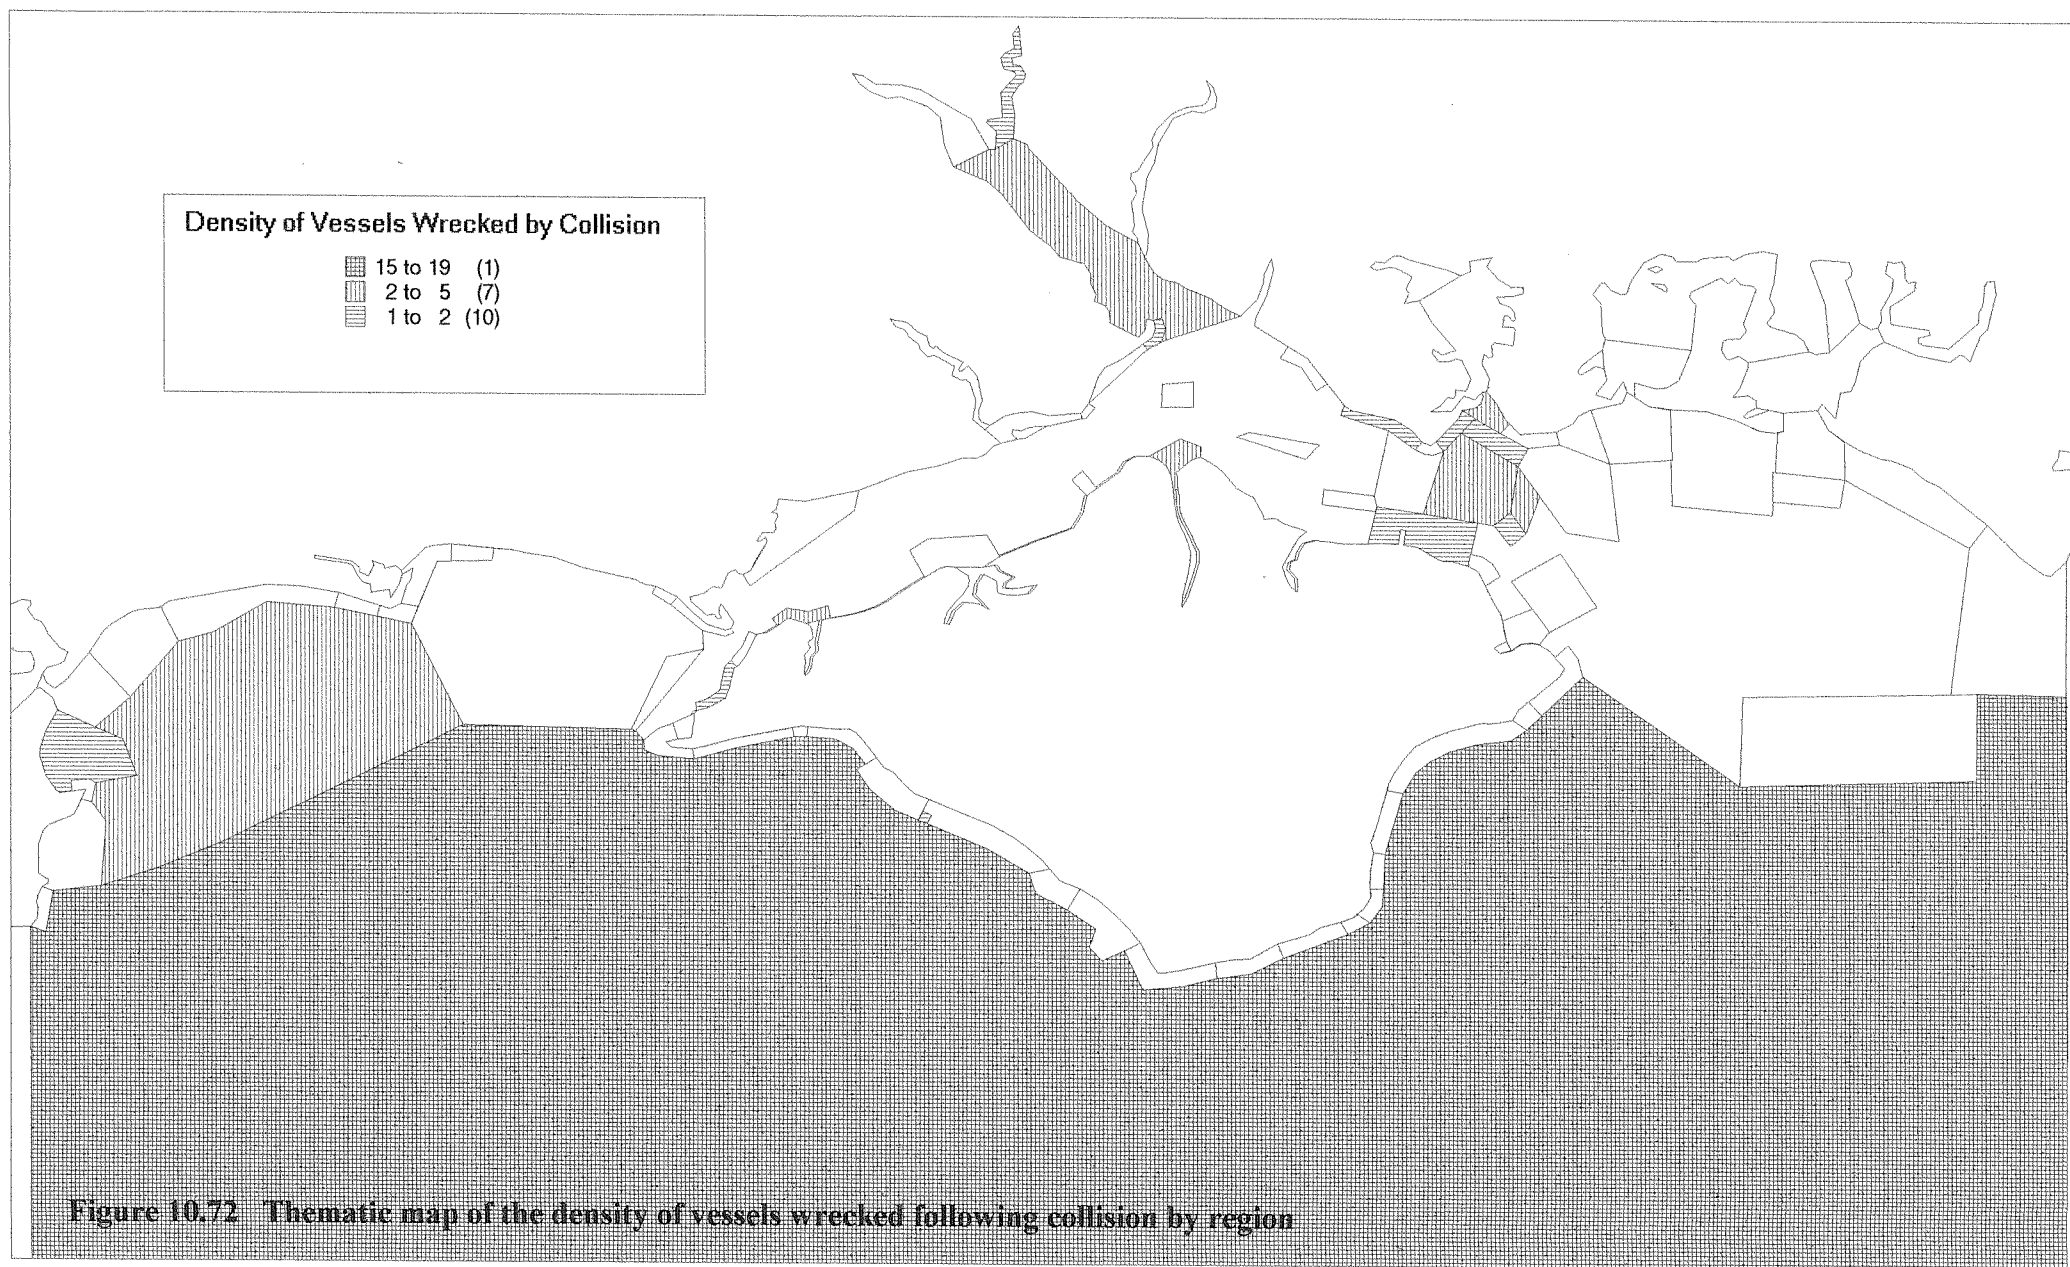 Density of Vessels Wrecked by Collision
15 to 19 (1)
2 to 5 (7)
1 to 2 (10)
Figure 10.72 Thematic map of the density of vessels wrecked following collision by region